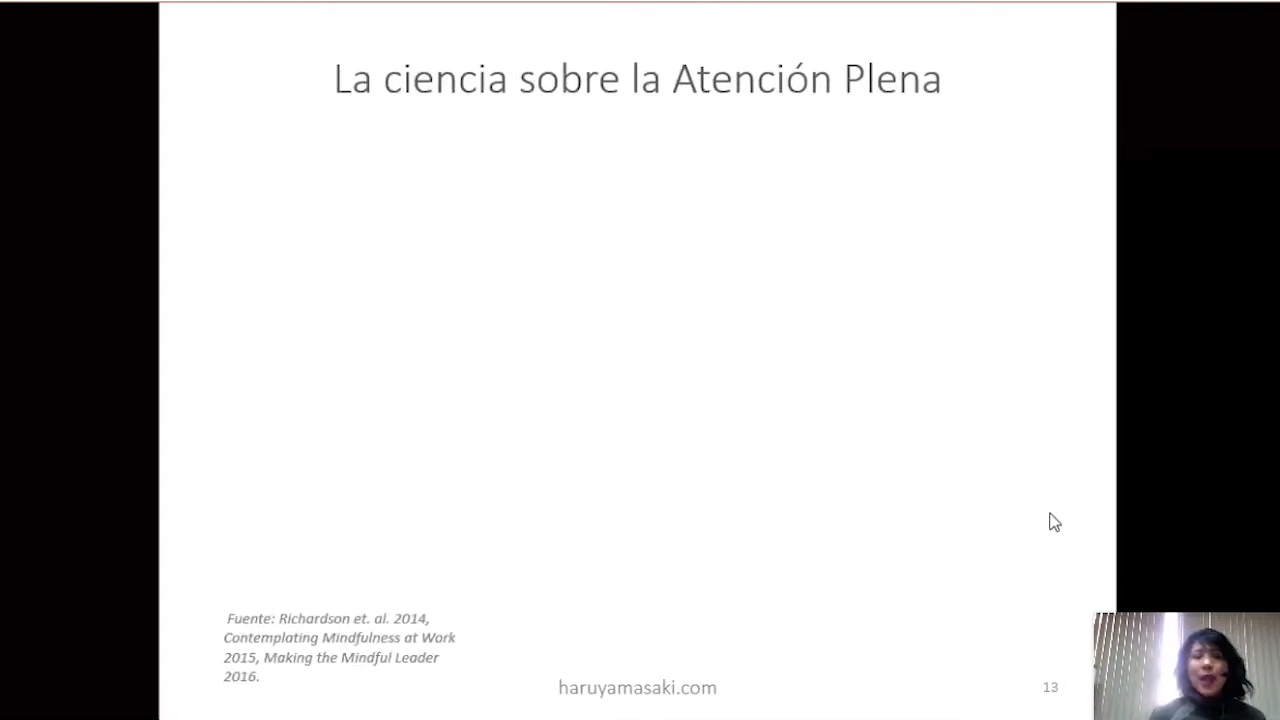 La ciencia sobre la Atención Plena
Fuente: Richardson et. al. 2014,
Contemplating Mindfulness at Work
2015, Making the Mindful Leader
2016.
haruyamasaki.com
13